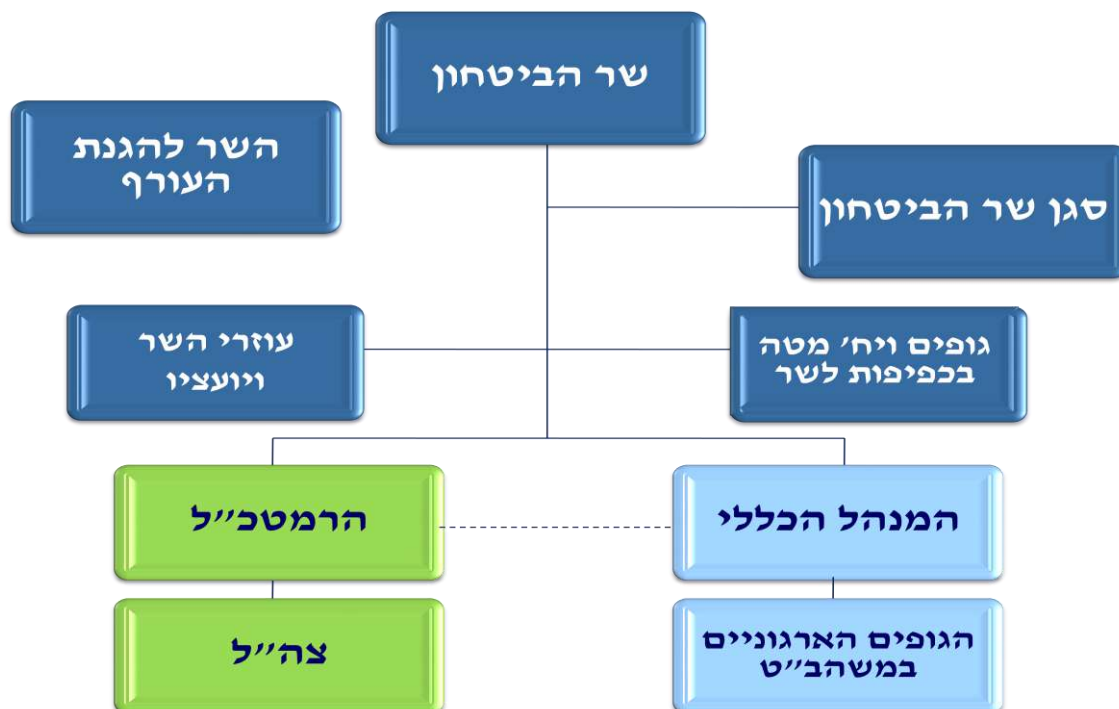 שר הביטחון
השר להגנת
העורף
סגן שר הביטחון
עוזרי השר
ויועציו
גופים ויח׳ מטה
בכפיפות לשר
הרמטכ״ל
המנהל הכללי
צה״ל
הגופים הארגוניים
במשהב״ט